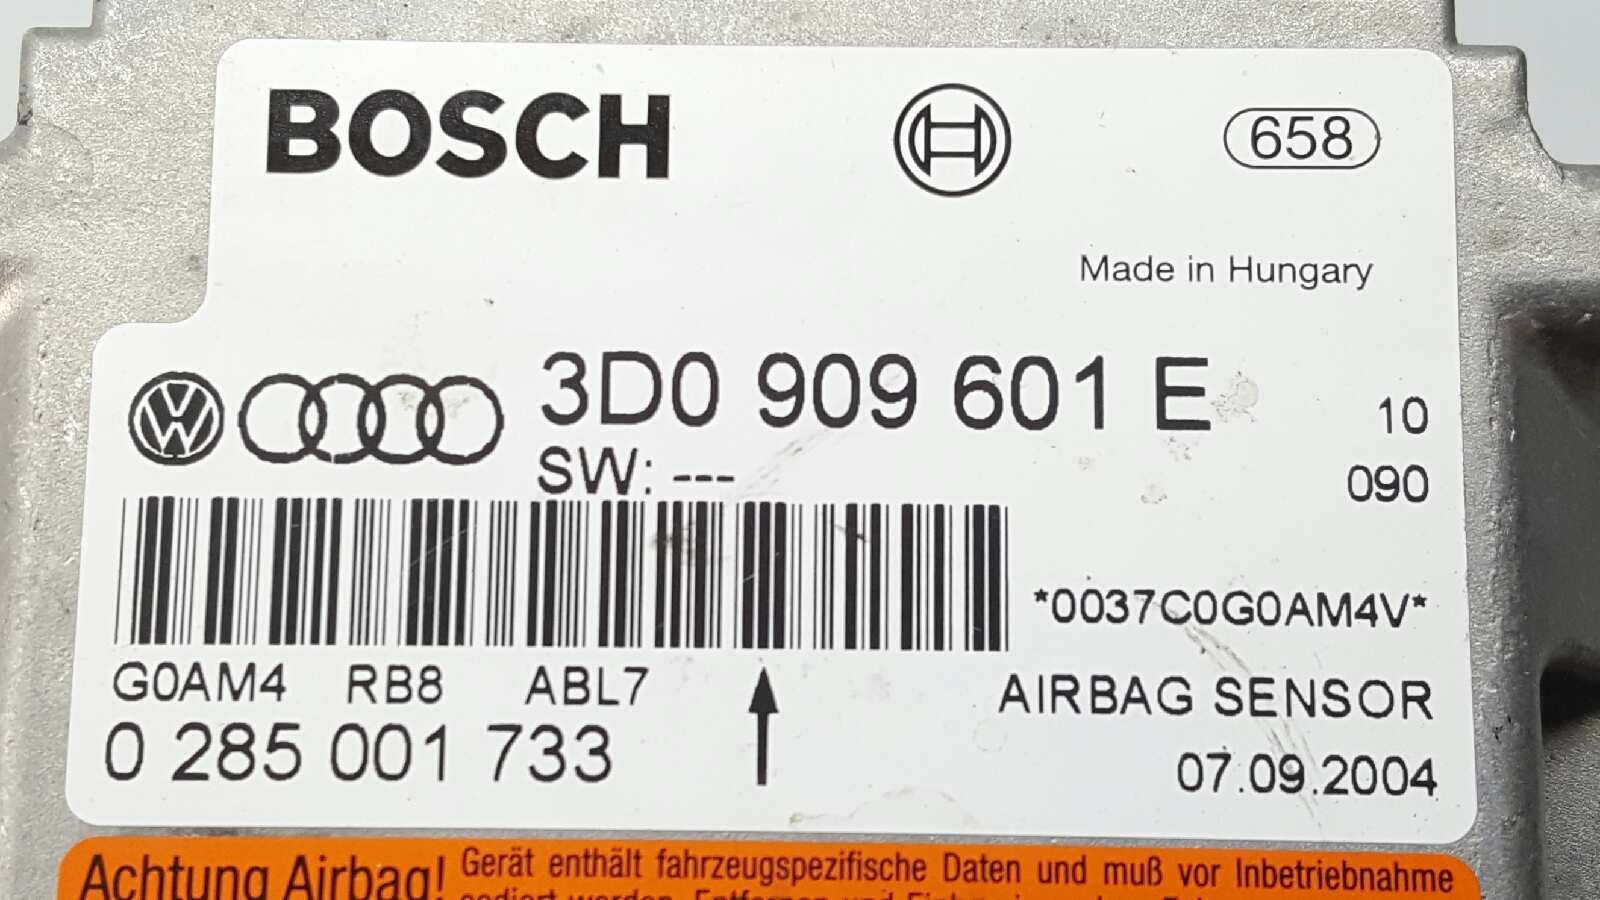 BOSCH
658
Made in Hungary
3D0 909 601 E
10
SW: ---
090
*0037C0G0AM4V*
G0AM4 RB8 ABL7
AIRBAG SENSOR
0 285 001 733
07.09.2004
Achtung Airbag! Gerät enthält fahrzeugspezifische Daten und muß vor Inbetriebnahme